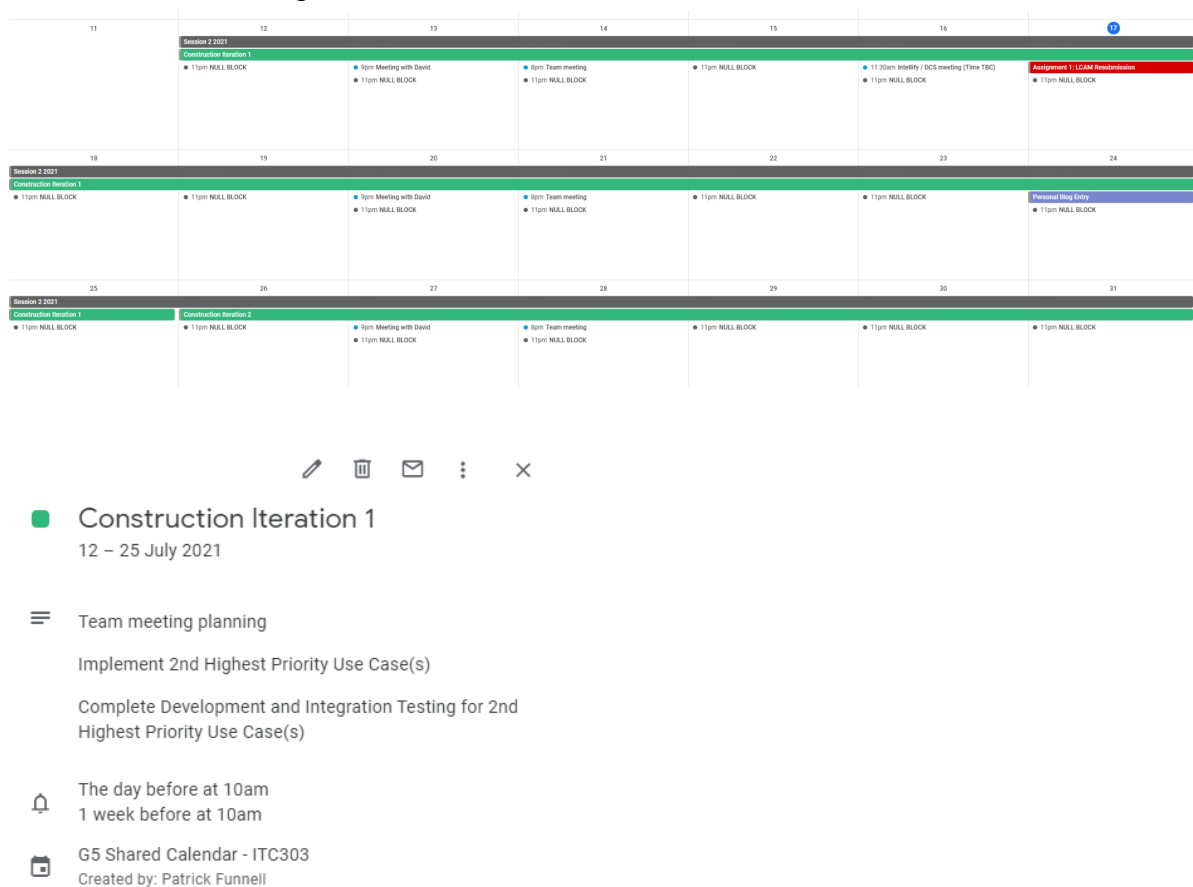 11 12 13 14 15 16 17
Session 2 2021
Construction Iteration 1
11pm NULL BLOCK 9pm Meeting with David 8pm Team meeting 11pm NULL BLOCK 11:30am Intellify / DCS meeting (Time TBC) Assignment 1: LCAM Resubmission
11pm NULL BLOCK 11pm NULL BLOCK 11pm NULL BLOCK 11pm NULL BLOCK
18 19 20 21 22 23 24
Session 2 2021
Construction Iteration 1
11pm NULL BLOCK 11pm NULL BLOCK 9pm Meeting with David 8pm Team meeting 11pm NULL BLOCK 11pm NULL BLOCK Personal Blog Entry
11pm NULL BLOCK 11pm NULL BLOCK 11pm NULL BLOCK
25 26 27 28 29 30 31
Session 2 2021
Construction Iteration 1 Construction Iteration 2
11pm NULL BLOCK 11pm NULL BLOCK 9pm Meeting with David 8pm Team meeting 11pm NULL BLOCK 11pm NULL BLOCK 11pm NULL BLOCK
11pm NULL BLOCK 11pm NULL BLOCK
Construction Iteration 1
12 – 25 July 2021
Team meeting planning
Implement 2nd Highest Priority Use Case(s)
Complete Development and Integration Testing for 2nd
Highest Priority Use Case(s)
The day before at 10am
1 week before at 10am
G5 Shared Calendar - ITC303
Created by: Patrick Funnell